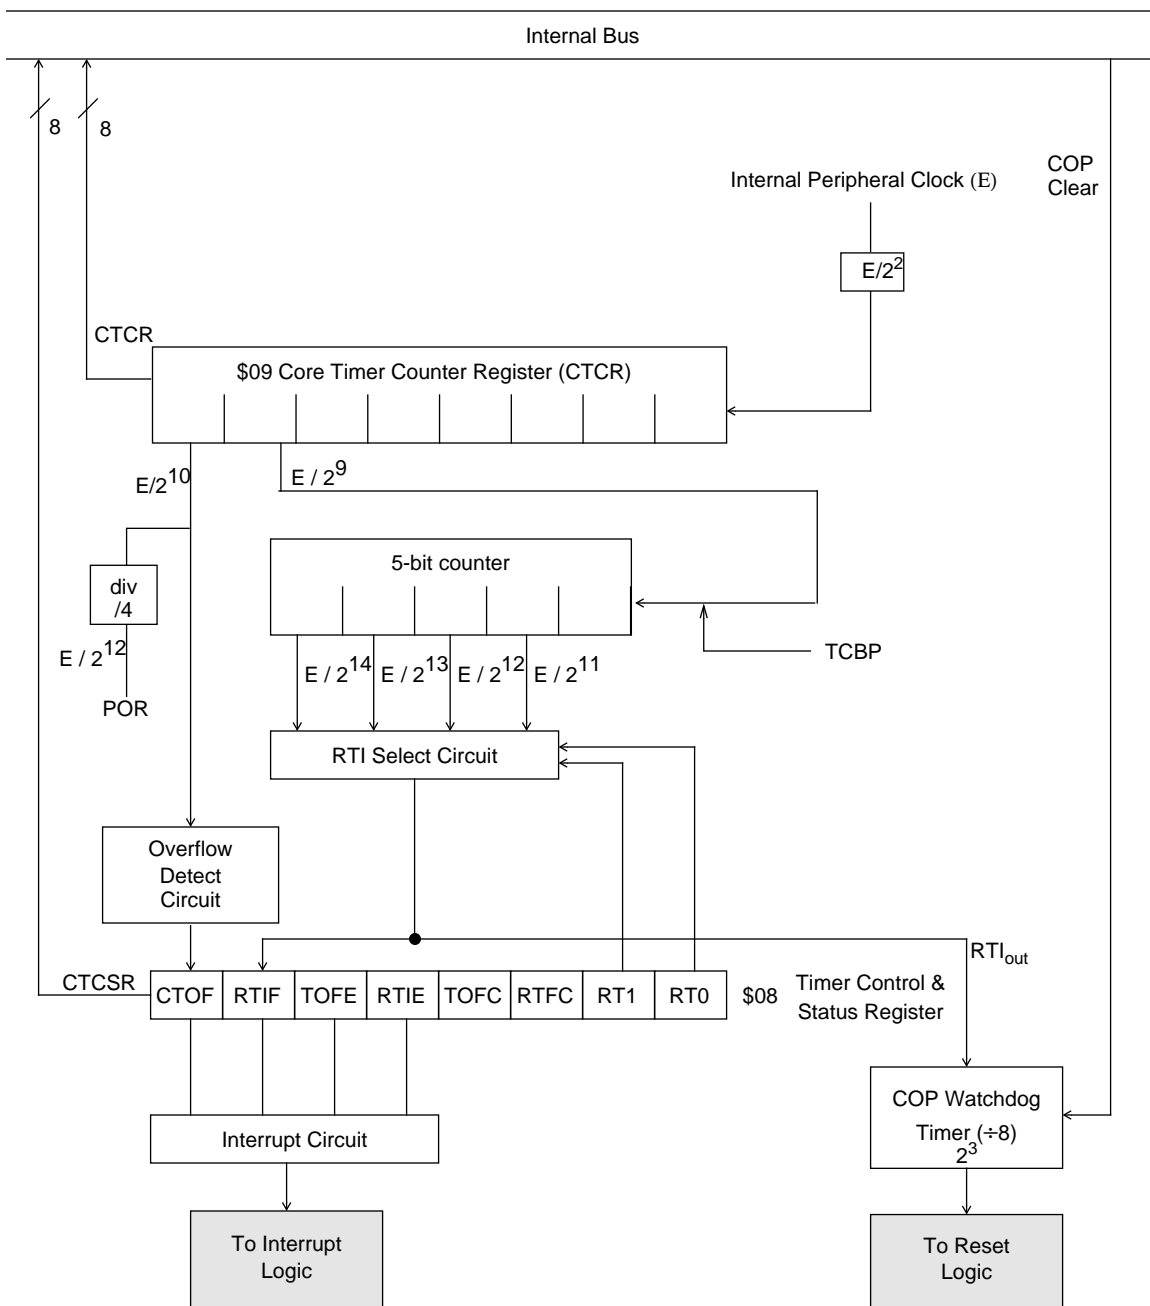 Internal Bus
8
8
COP
Clear
Internal Peripheral Clock (E)
E/2^2
CTCR
$09 Core Timer Counter Register (CTCR)
E/2^10
E / 2^9
5-bit counter
div
/4
E / 2^12
POR
TCBP
E / 2^14
E / 2^13
E / 2^12
E / 2^11
RTI Select Circuit
Overflow
Detect
Circuit
RTIout
CTCSR
CTOF
RTIF
TOFE
RTIE
TOFC
RTFC
RT1
RT0
$08
Timer Control &
Status Register
COP Watchdog
Timer (÷8)
2^3
Interrupt Circuit
To Interrupt
Logic
To Reset
Logic